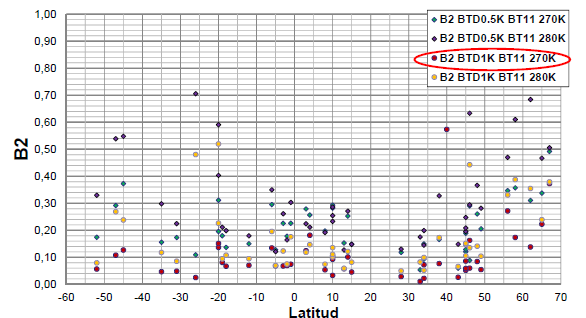 1,00
B2 BTD0.5K BT11 270K
B2 BTD0.5K BT11 280K
B2 BTD1K BT11 270K
B2 BTD1K BT11 280K
0,90
0,80
0,70
0,60
0,50
0,40
0,30
0,20
0,10
0,00
B2
-60 -50 -40 -30 -20 -10 0 10 20 30 40 50 60 70
Latitud